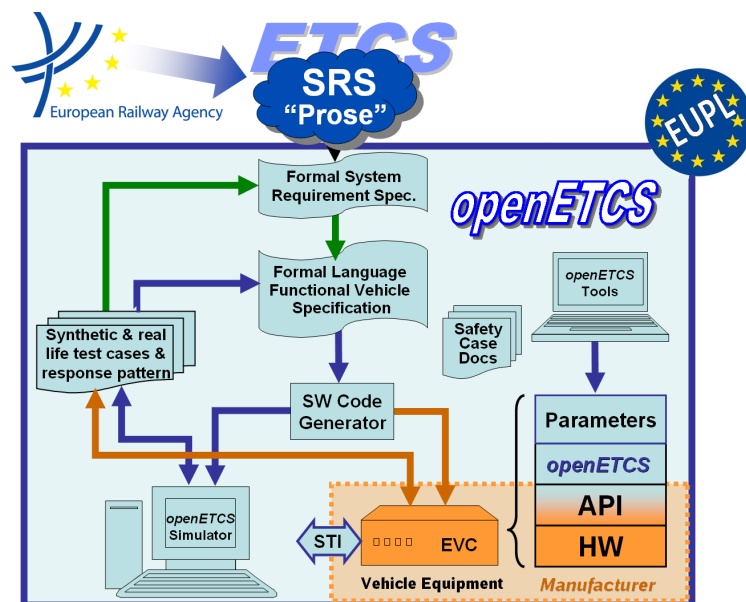 ETCS
European Railway Agency
SRS
“Prose”
EUPL
Formal System
Requirement Spec.
openETCS
Formal Language
Functional Vehicle
Specification
openETCS
Tools
Synthetic & real
life test cases &
response pattern
Safety
Case
Docs
SW Code
Generator
Parameters
openETCS
API
HW
openETCS
Simulator
STI
EVC
Vehicle Equipment
Manufacturer